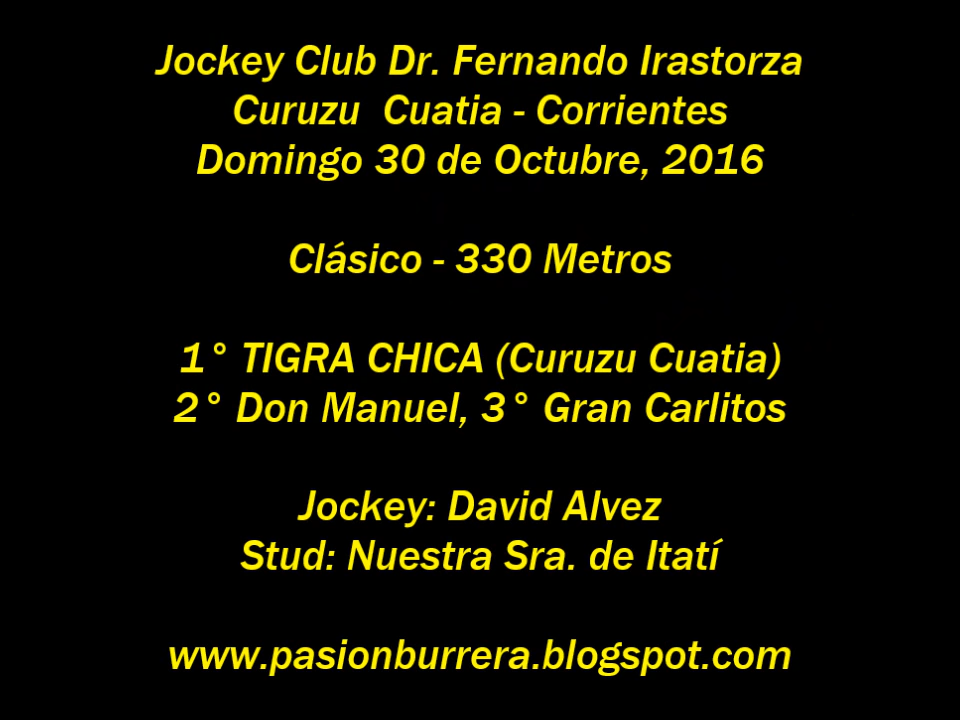 Jockey Club Dr. Fernando Irastorza
Curuzu  Cuatia - Corrientes
Domingo 30 de Octubre, 2016
Clásico - 330 Metros
1° TIGRA CHICA (Curuzu Cuatia)
2° Don Manuel, 3° Gran Carlitos
Jockey: David Alvez
Stud: Nuestra Sra. de Itatí
www.pasionburrera.blogspot.com